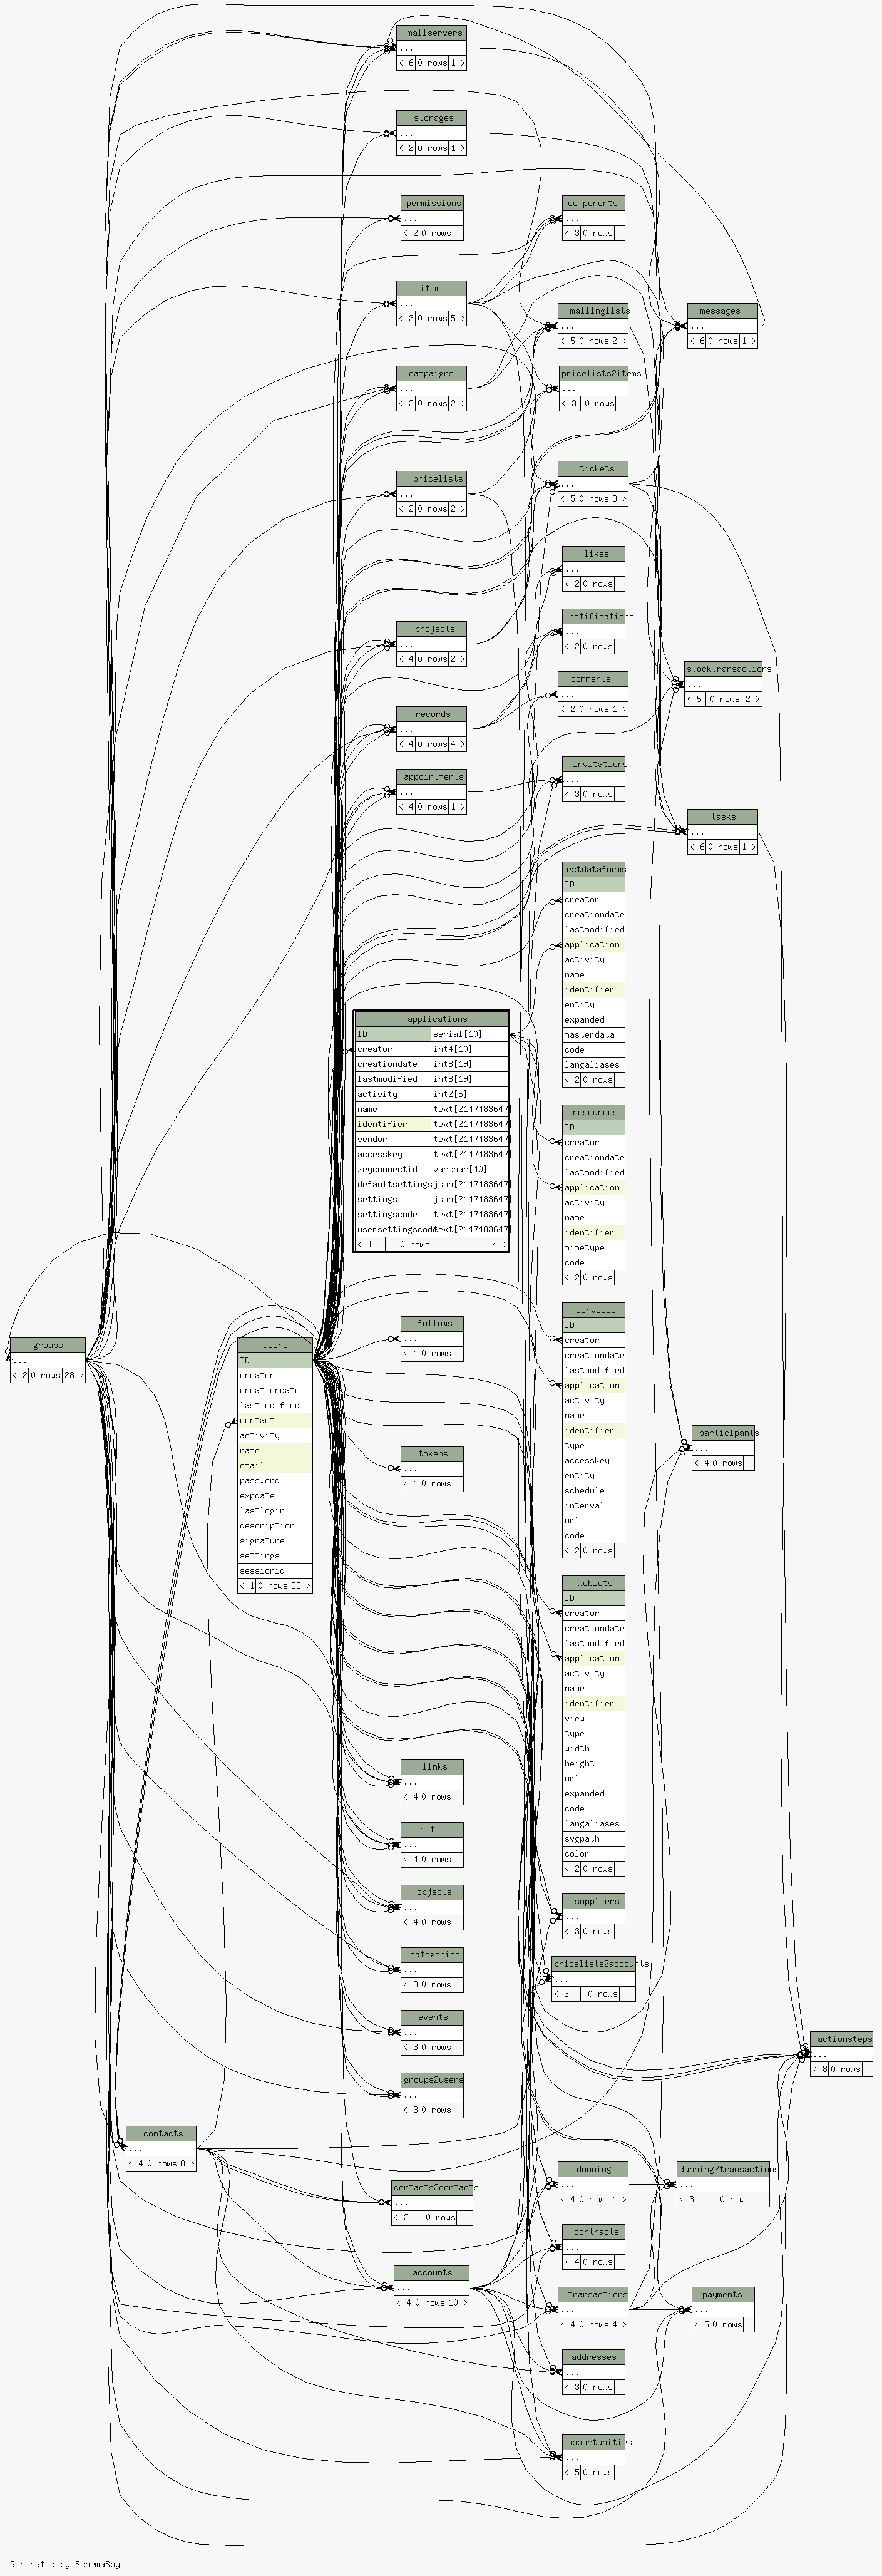 mailservers
...
< 6 0 rows 1 >
storages
...
< 2 0 rows 1 >
permissions
...
< 2 0 rows
components
...
< 3 0 rows
items
...
< 2 0 rows 5 >
mailinglists
...
< 5 0 rows 2 >
messages
...
< 6 0 rows 1 >
campaigns
...
< 3 0 rows 2 >
pricelists2items
...
< 3 0 rows
pricelists
...
< 2 0 rows 2 >
tickets
...
< 5 0 rows 3 >
likes
...
< 2 0 rows
notifications
...
< 2 0 rows
projects
...
< 4 0 rows 2 >
stocktransactions
...
< 5 0 rows 2 >
comments
...
< 2 0 rows 1 >
records
...
< 4 0 rows 4 >
invitations
...
< 3 0 rows
appointments
...
< 4 0 rows 1 >
tasks
...
< 6 0 rows 1 >
extdataforms
ID
creator
creationdate
lastmodified
application
activity
name
identifier
entity
expanded
masterdata
code
langaliases
< 2 0 rows
applications
ID serial[10]
creator int4[10]
creationdate int8[19]
lastmodified int8[19]
activity int2[5]
name text[2147483647]
identifier text[2147483647]
vendor text[2147483647]
accesskey text[2147483647]
zeyconnectid varchar[40]
defaultsettings json[2147483647]
settings json[2147483647]
settingscode text[2147483647]
usersettingscode text[2147483647]
< 1 0 rows 4 >
resources
ID
creator
creationdate
lastmodified
application
activity
name
identifier
mimetype
code
< 2 0 rows
services
ID
creator
creationdate
lastmodified
application
activity
name
identifier
type
accesskey
entity
schedule
interval
url
code
< 2 0 rows
follows
...
< 1 0 rows
groups
...
< 2 0 rows 28 >
users
ID
creator
creationdate
lastmodified
contact
activity
name
email
password
expdate
lastlogin
description
signature
settings
sessionid
< 1 0 rows 83 >
participants
...
< 4 0 rows
tokens
...
< 1 0 rows
weblets
ID
creator
creationdate
lastmodified
application
activity
name
identifier
view
type
width
height
url
expanded
code
langaliases
svgpath
color
< 2 0 rows
links
...
< 4 0 rows
notes
...
< 4 0 rows
objects
...
< 4 0 rows
suppliers
...
< 3 0 rows
categories
...
< 3 0 rows
pricelists2accounts
...
< 3 0 rows
events
...
< 3 0 rows
actionsteps
...
< 8 0 rows
groups2users
...
< 3 0 rows
contacts
...
< 4 0 rows 8 >
contacts2contacts
...
< 3 0 rows
dunning
...
< 4 0 rows 1 >
dunning2transactions
...
< 3 0 rows
contracts
...
< 4 0 rows
accounts
...
< 4 0 rows 10 >
transactions
...
< 4 0 rows 4 >
payments
...
< 5 0 rows
addresses
...
< 3 0 rows
opportunities
...
< 5 0 rows
Generated by SchemaSpy